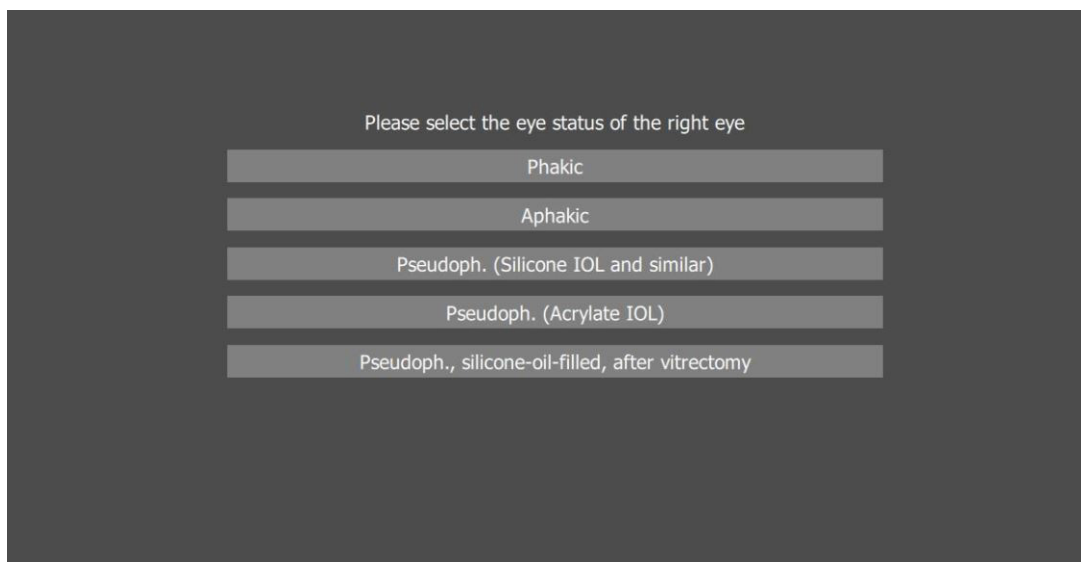 Please select the eye status of the right eye
Phakic
Aphakic
Pseudoph. (Silicone IOL and similar)
Pseudoph. (Acrylate IOL)
Pseudoph., silicone-oil-filled, after vitrectomy